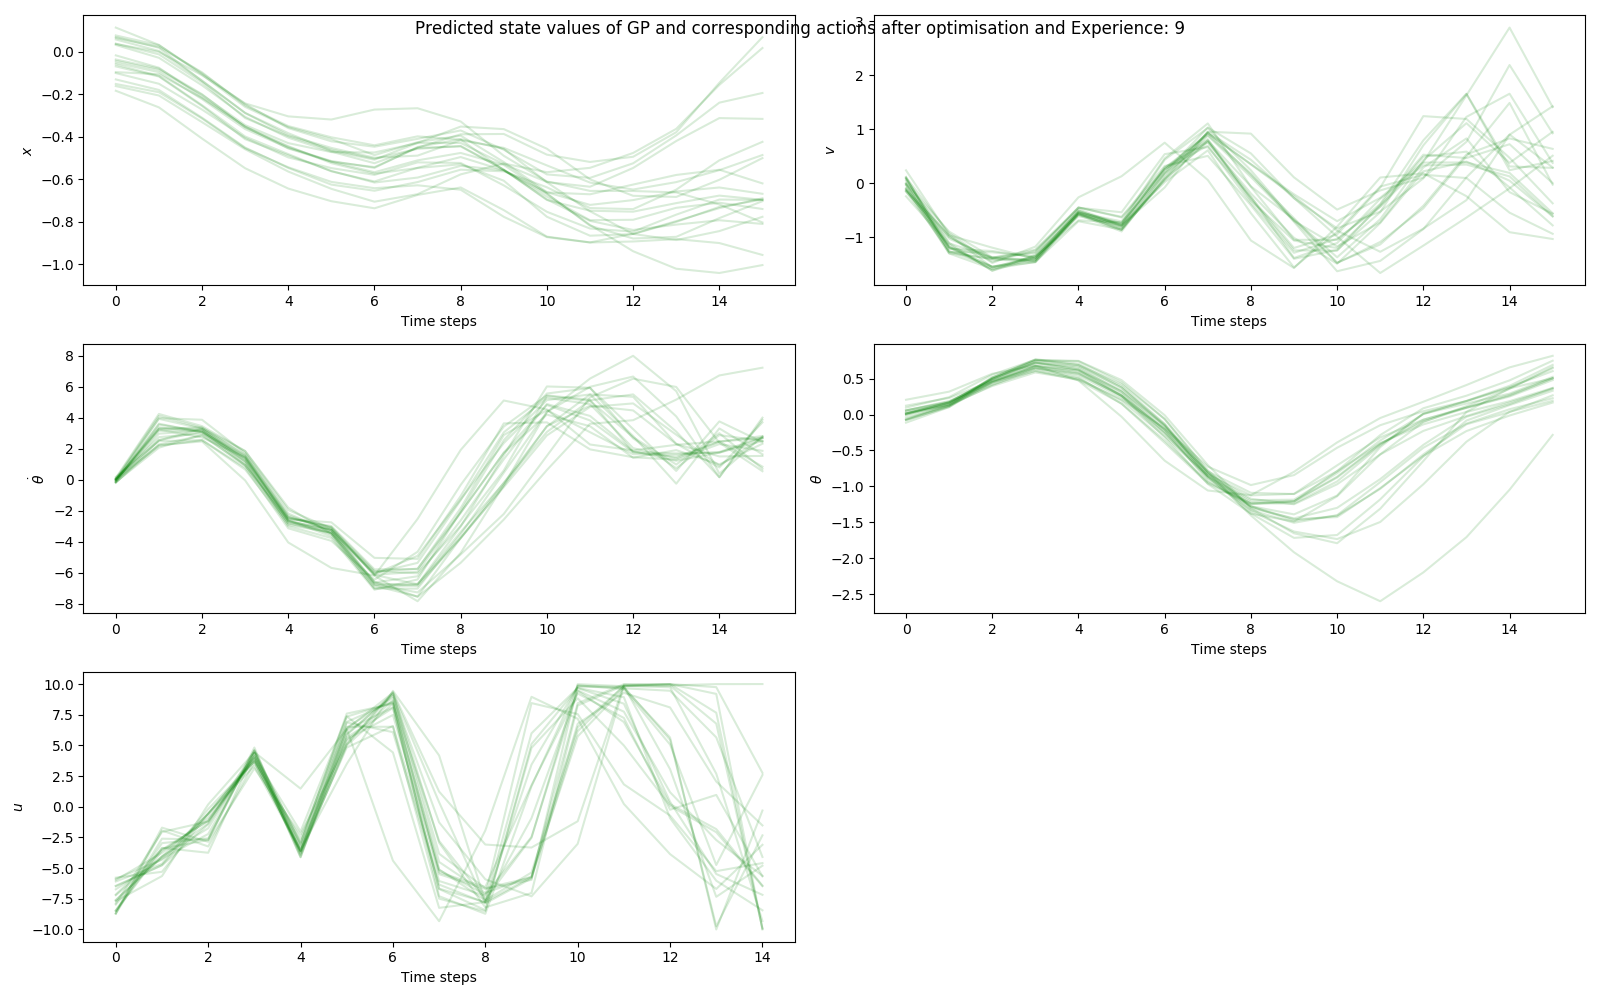 Predicted state values of GP and corresponding actions after optimisation and Experience: 9
0.0
−0.2
−0.4
−0.6
−0.8
−1.0
x
0 2 4 6 8 10 12 14
Time steps
3
2
1
0
−1
v
0 2 4 6 8 10 12 14
Time steps
8
6
4
2
0
−2
−4
−6
−8
θ̇
0 2 4 6 8 10 12 14
Time steps
0.5
0.0
−0.5
−1.0
−1.5
−2.0
−2.5
θ
0 2 4 6 8 10 12 14
Time steps
10.0
7.5
5.0
2.5
0.0
−2.5
−5.0
−7.5
−10.0
u
0 2 4 6 8 10 12 14
Time steps